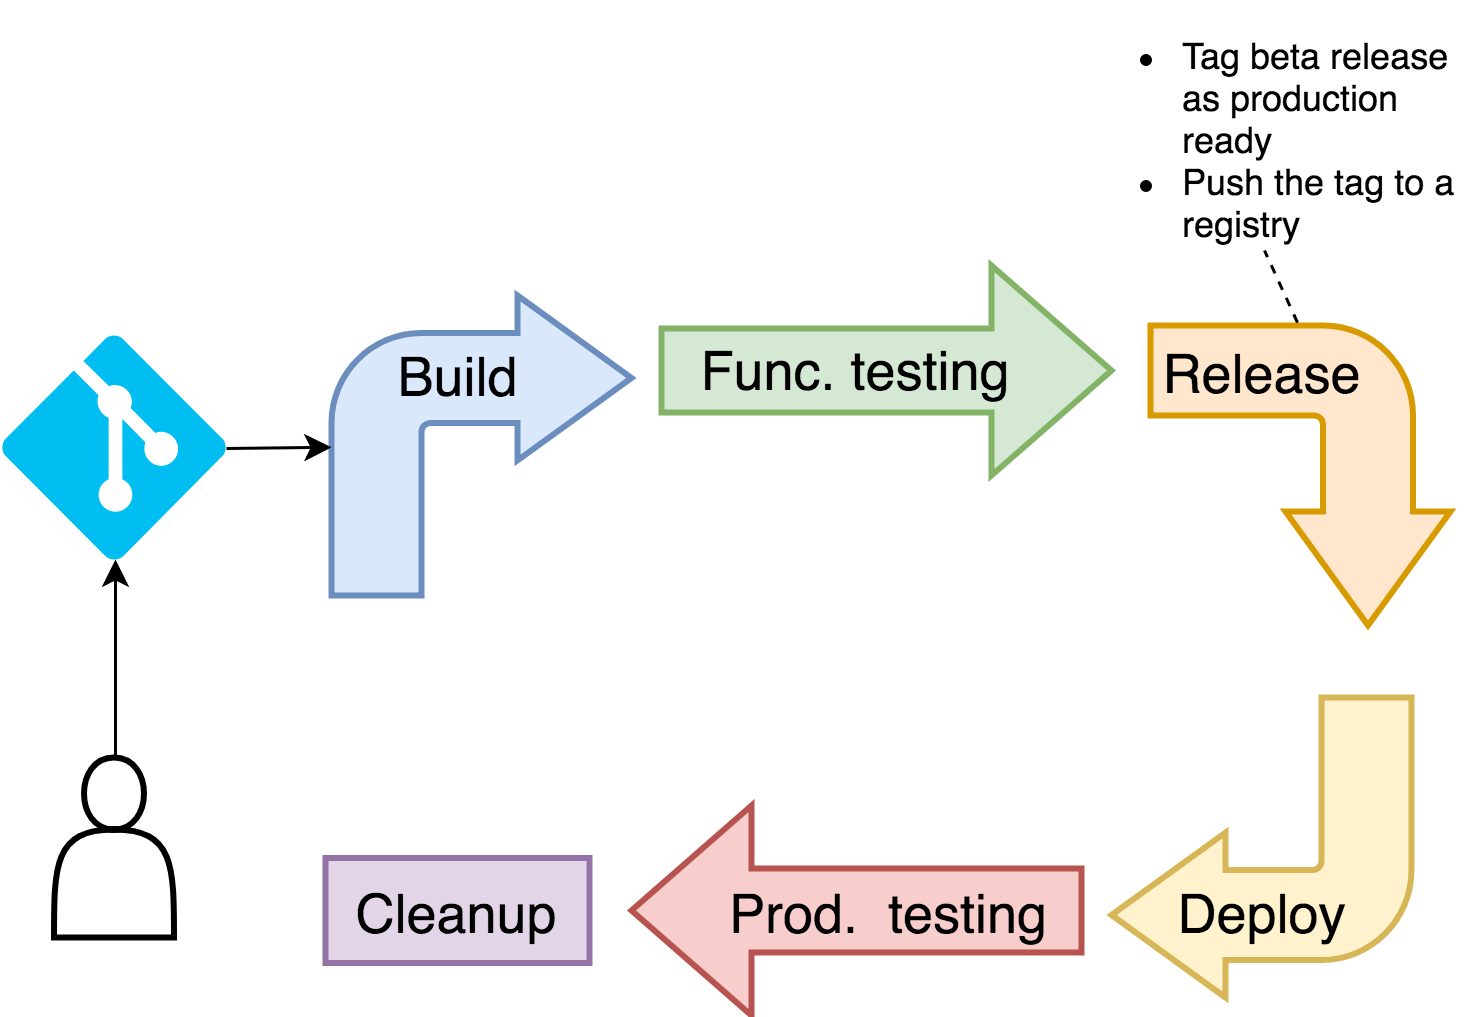 • Tag beta release
as production
ready
• Push the tag to a
registry
Build
Func. testing
Release
Cleanup
Prod. testing
Deploy